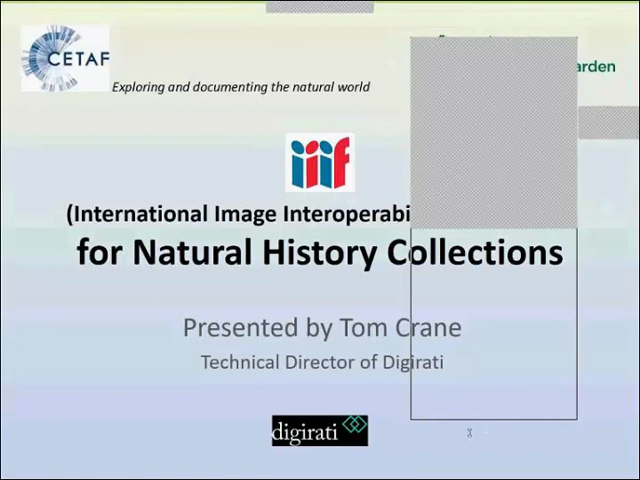 CETAF
arden
Exploring and documenting the natural world
iiif
(International Image Interoperabi
for Natural History Collections
Presented by Tom Crane
Technical Director of Digirati
digirati